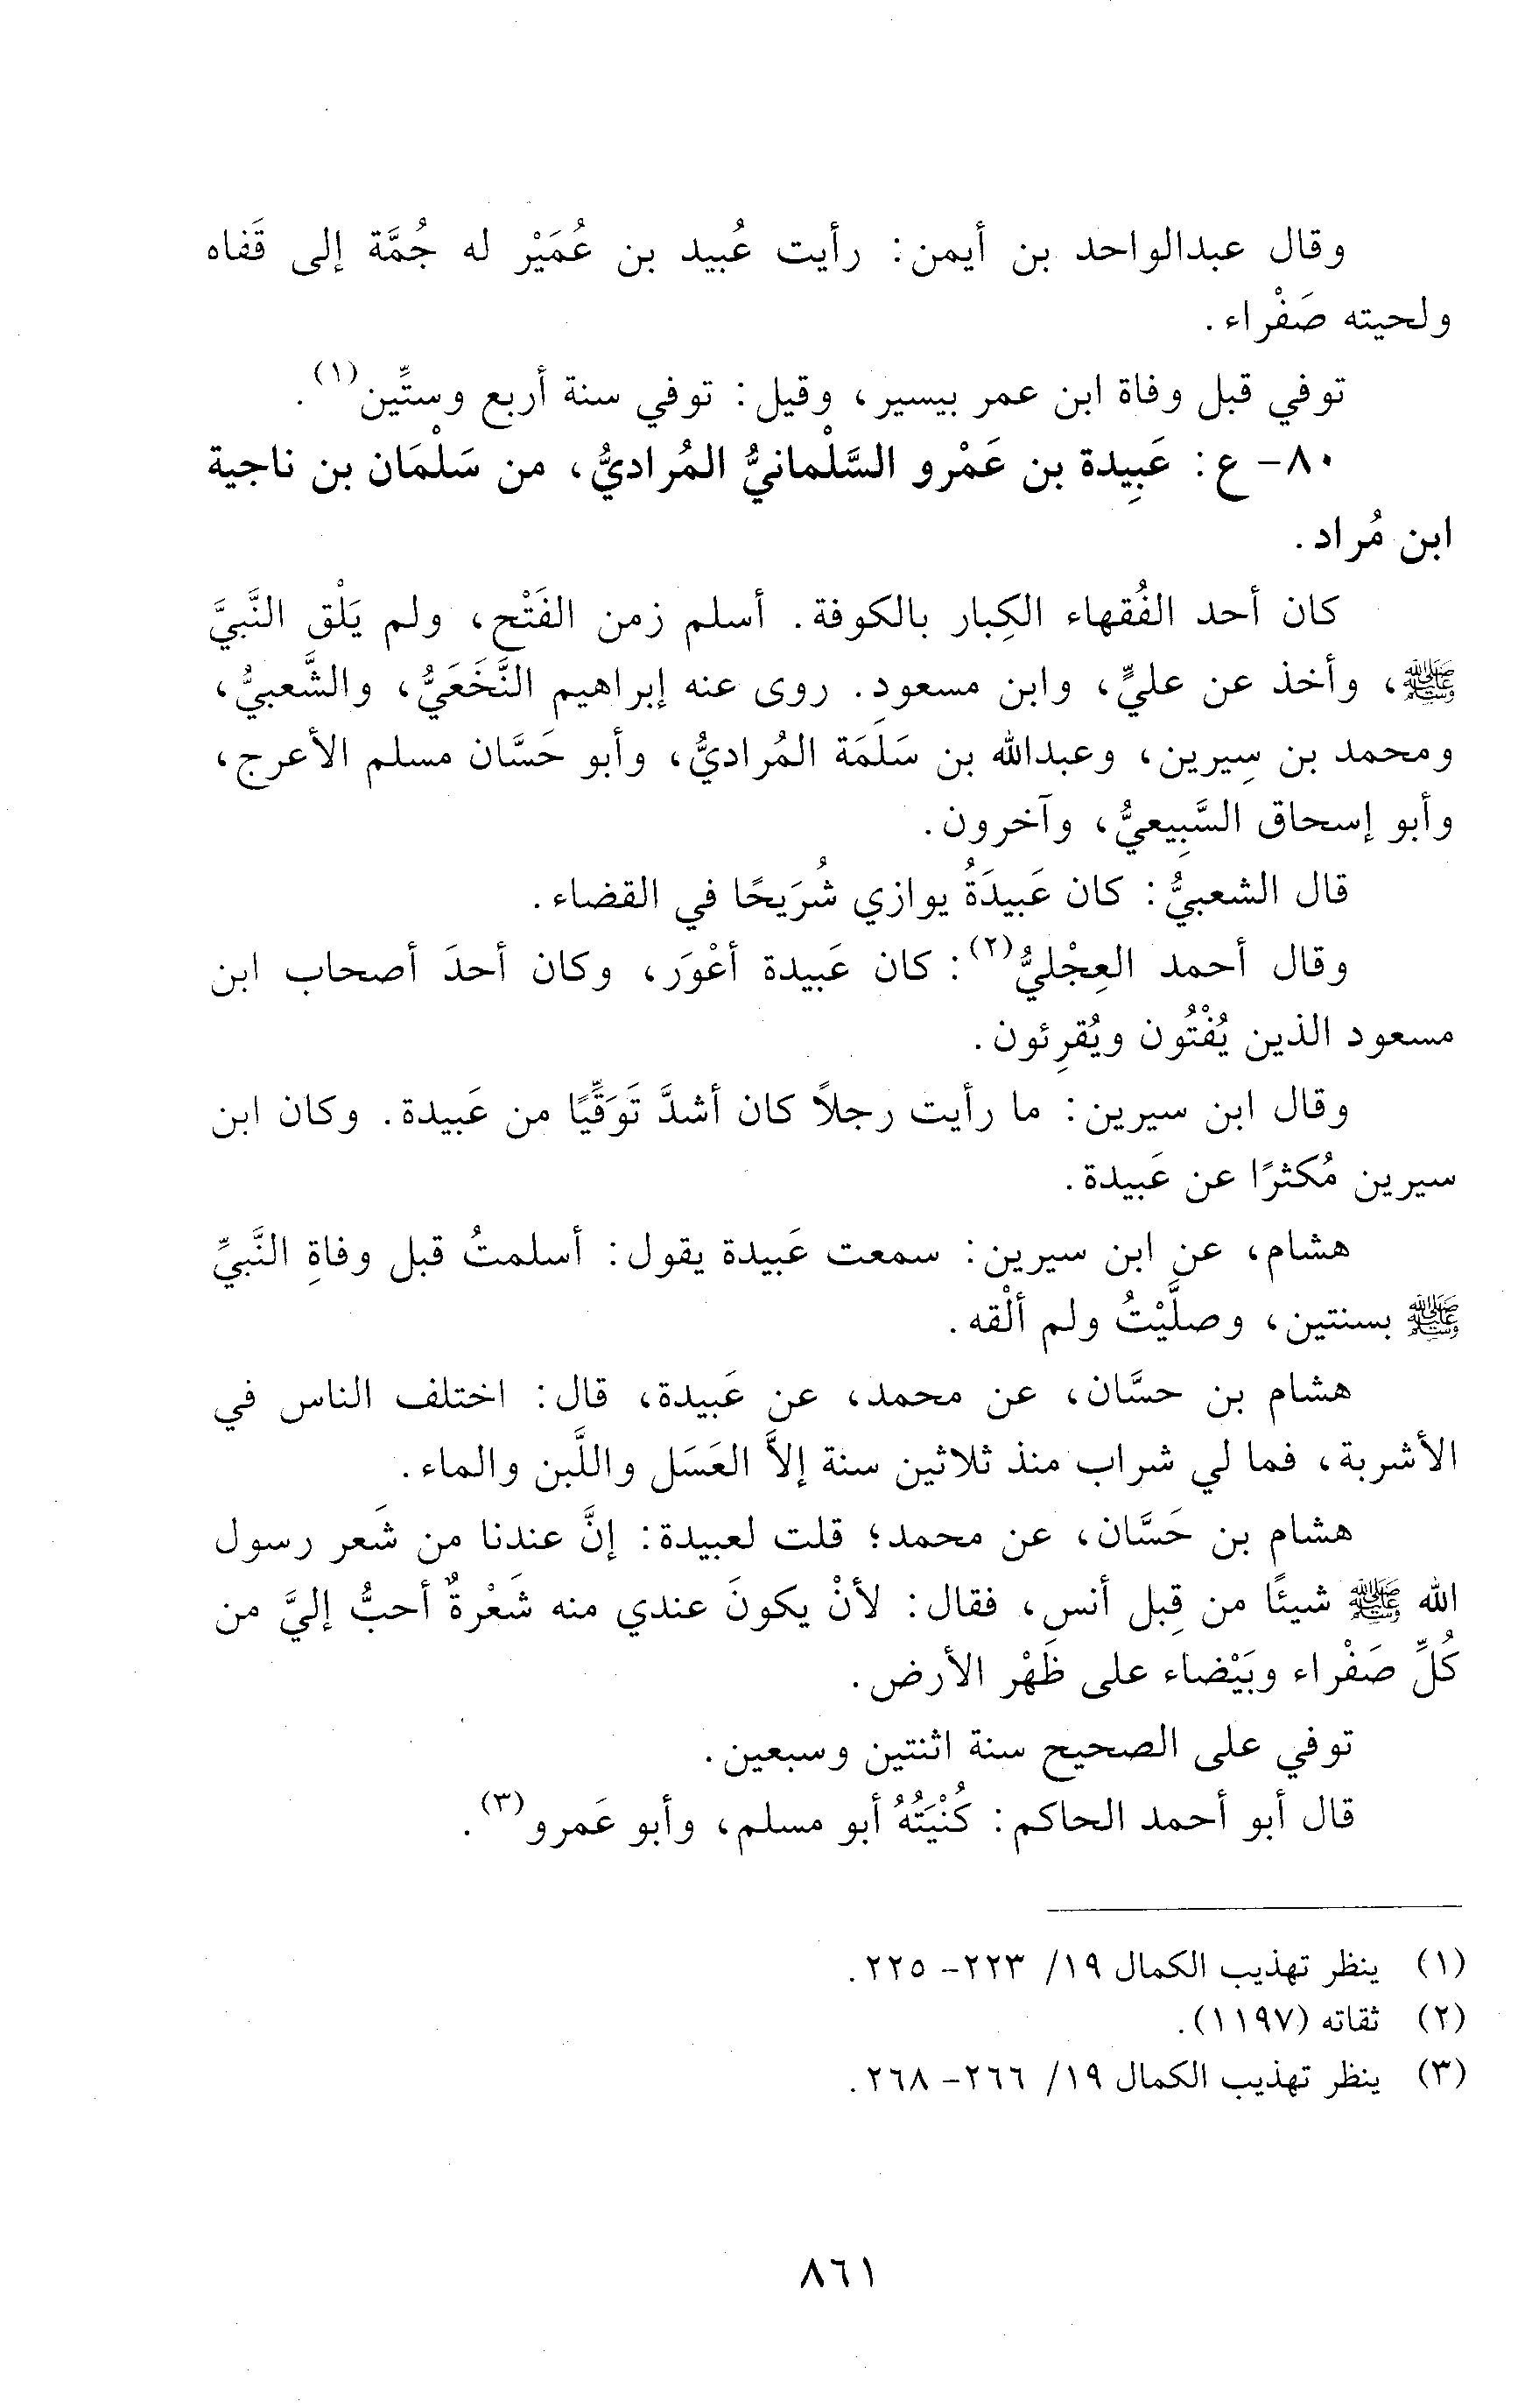 وقال عبدالواحد بن أيمن: رأيت عُبيد بن عُمَيْر له جُمَّة إلى قَفاه
ولحيته صَفْراء.
توفي قبل وفاة ابن عمر بيسير، وقيل: توفي سنة أربع وستِّين(١).
٨٠- ع: عَبِيدة بن عَمْرو السَّلْمانيُّ المُراديُّ، من سَلْمَان بن ناجية
ابن مُراد.
كان أحد الفُقهاء الكِبار بالكوفة. أسلم زمن الفَتْح، ولم يَلْق النَّبيَّ
ﷺ، وأخذ عن عليٍّ، وابن مسعودٍ. روى عنه إبراهيم النَّخَعَيُّ، والشَّعبيُّ،
ومحمد بن سِيرين، وعبدالله بن سَلَمَة المُراديُّ، وأبو حَسَّان مسلم الأعرج،
وأبو إسحاق السَّبِيعيُّ، وآخرون.
قال الشعبيُّ: كان عَبيدَةُ يوازي شُرَيحًا في القضاء.
وقال أحمد العِجْليُّ(٢): كان عَبيدة أعْوَر، وكان أحدَ أصحاب ابن
مسعود الذين يُفْتُون ويُقرِئون.
وقال ابن سيرين: ما رأيت رجلاً كان أشدَّ تَوَقِّيًا من عَبيدة. وكان ابن
سيرين مُكثرًا عن عَبيدة.
هشام، عن ابن سيرين: سمعت عَبيدة يقول: أسلمتُ قبل وفاةِ النَّبيِّ
ﷺ بسنتين، وصلَّيْتُ ولم ألْقه.
هشام بن حسَّان، عن محمد، عن عَبيدة، قال: اختلف الناس في
الأشربة، فما لي شراب منذ ثلاثين سنة إلاَّ العَسَل واللَّبن والماء.
هشام بن حَسَّان، عن محمد؛ قلت لعبيدة: إنَّ عندنا من شَعر رسول
الله ﷺ شيئًا من قِبل أنس، فقال: لأنْ يكونَ عندي منه شَعْرةٌ أحبُّ إليَّ من
كُلِّ صَفْراء وبَيْضاء على ظَهْر الأرض.
توفي على الصحيح سنة اثنتين وسبعين.
قال أبو أحمد الحاكم: كُنْيَتُهُ أبو مسلم، وأبو عَمرو(٣).
(١) ينظر تهذيب الكمال ١٩/ ٢٢٣- ٢٢٥.
(٢) ثقاته (١١٩٧).
(٣) ينظر تهذيب الكمال ١٩/ ٢٦٦- ٢٦٨.
٨٦١